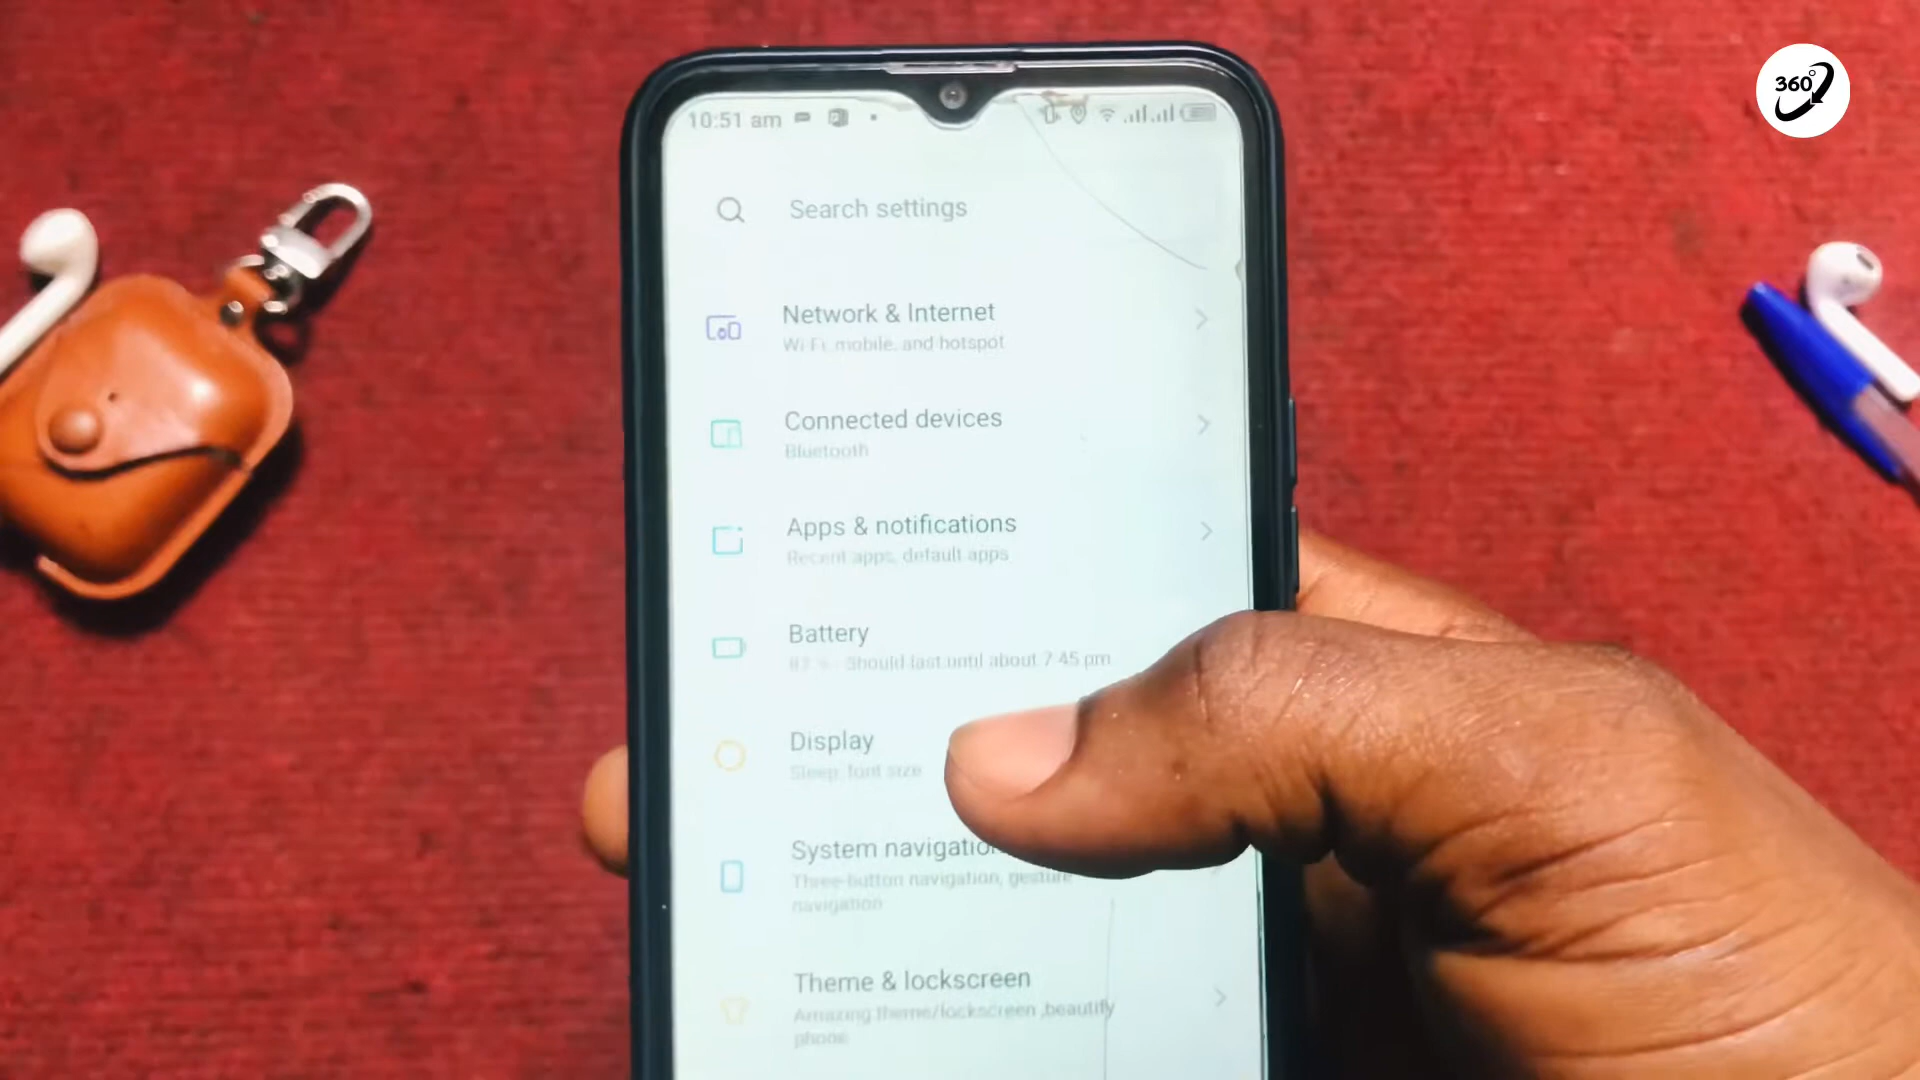 360°
10:51 am
Search settings
Network & Internet
Wi-Fi, mobile, and hotspot
Connected devices
Bluetooth
Apps & notifications
Recent apps, default apps
Battery
Should last until about 7:45 pm
Display
Sleep, font size
System navigation
Three-button navigation, gesture
navigation
Theme & lockscreen
Amazing theme/lockscreen ,beautify
phone